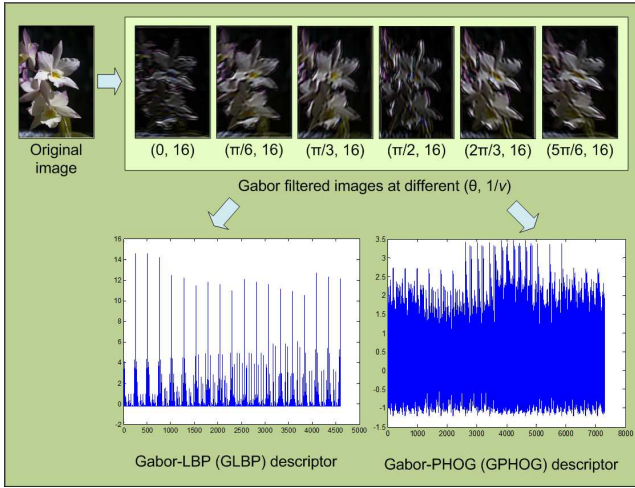 Original
image
(0, 16) (π/6, 16) (π/3, 16) (π/2, 16) (2π/3, 16) (5π/6, 16)
Gabor filtered images at different (θ, 1/ν)
16
14
12
10
8
6
4
2
0
-2
0 500 1000 1500 2000 2500 3000 3500 4000 4500 5000
3.5
3
2.5
2
1.5
1
0.5
0
-0.5
-1
-1.5
0 1000 2000 3000 4000 5000 6000 7000 8000
Gabor-LBP (GLBP) descriptor
Gabor-PHOG (GPHOG) descriptor